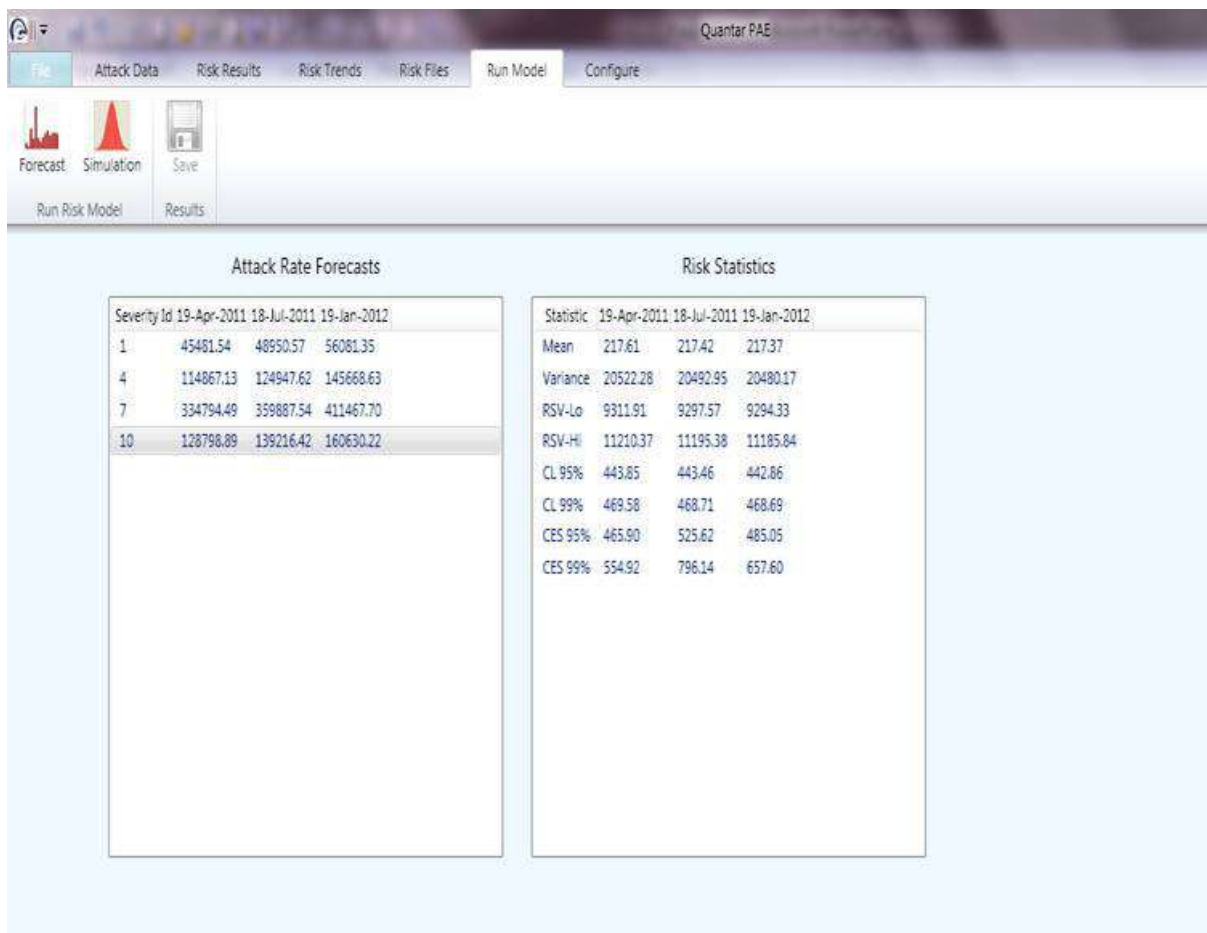 Quantar PAE
File Attack Data Risk Results Risk Trends Risk Files Run Model Configure
Forecast Simulation Save
Run Risk Model Results
Attack Rate Forecasts
Severity Id 19-Apr-2011 18-Jul-2011 19-Jan-2012
1 45481.54 48950.57 56081.35
4 114867.13 124947.62 145668.63
7 334794.49 359887.54 411467.70
10 128798.89 139216.42 160630.22
Risk Statistics
Statistic 19-Apr-2011 18-Jul-2011 19-Jan-2012
Mean 217.61 217.42 217.37
Variance 20522.28 20492.95 20480.17
RSV-Lo 9311.91 9297.57 9294.33
RSV-Hi 11210.37 11195.38 11185.84
CL 95% 443.85 443.46 442.86
CL 99% 469.58 468.71 468.69
CES 95% 465.90 525.62 485.05
CES 99% 554.92 796.14 657.60